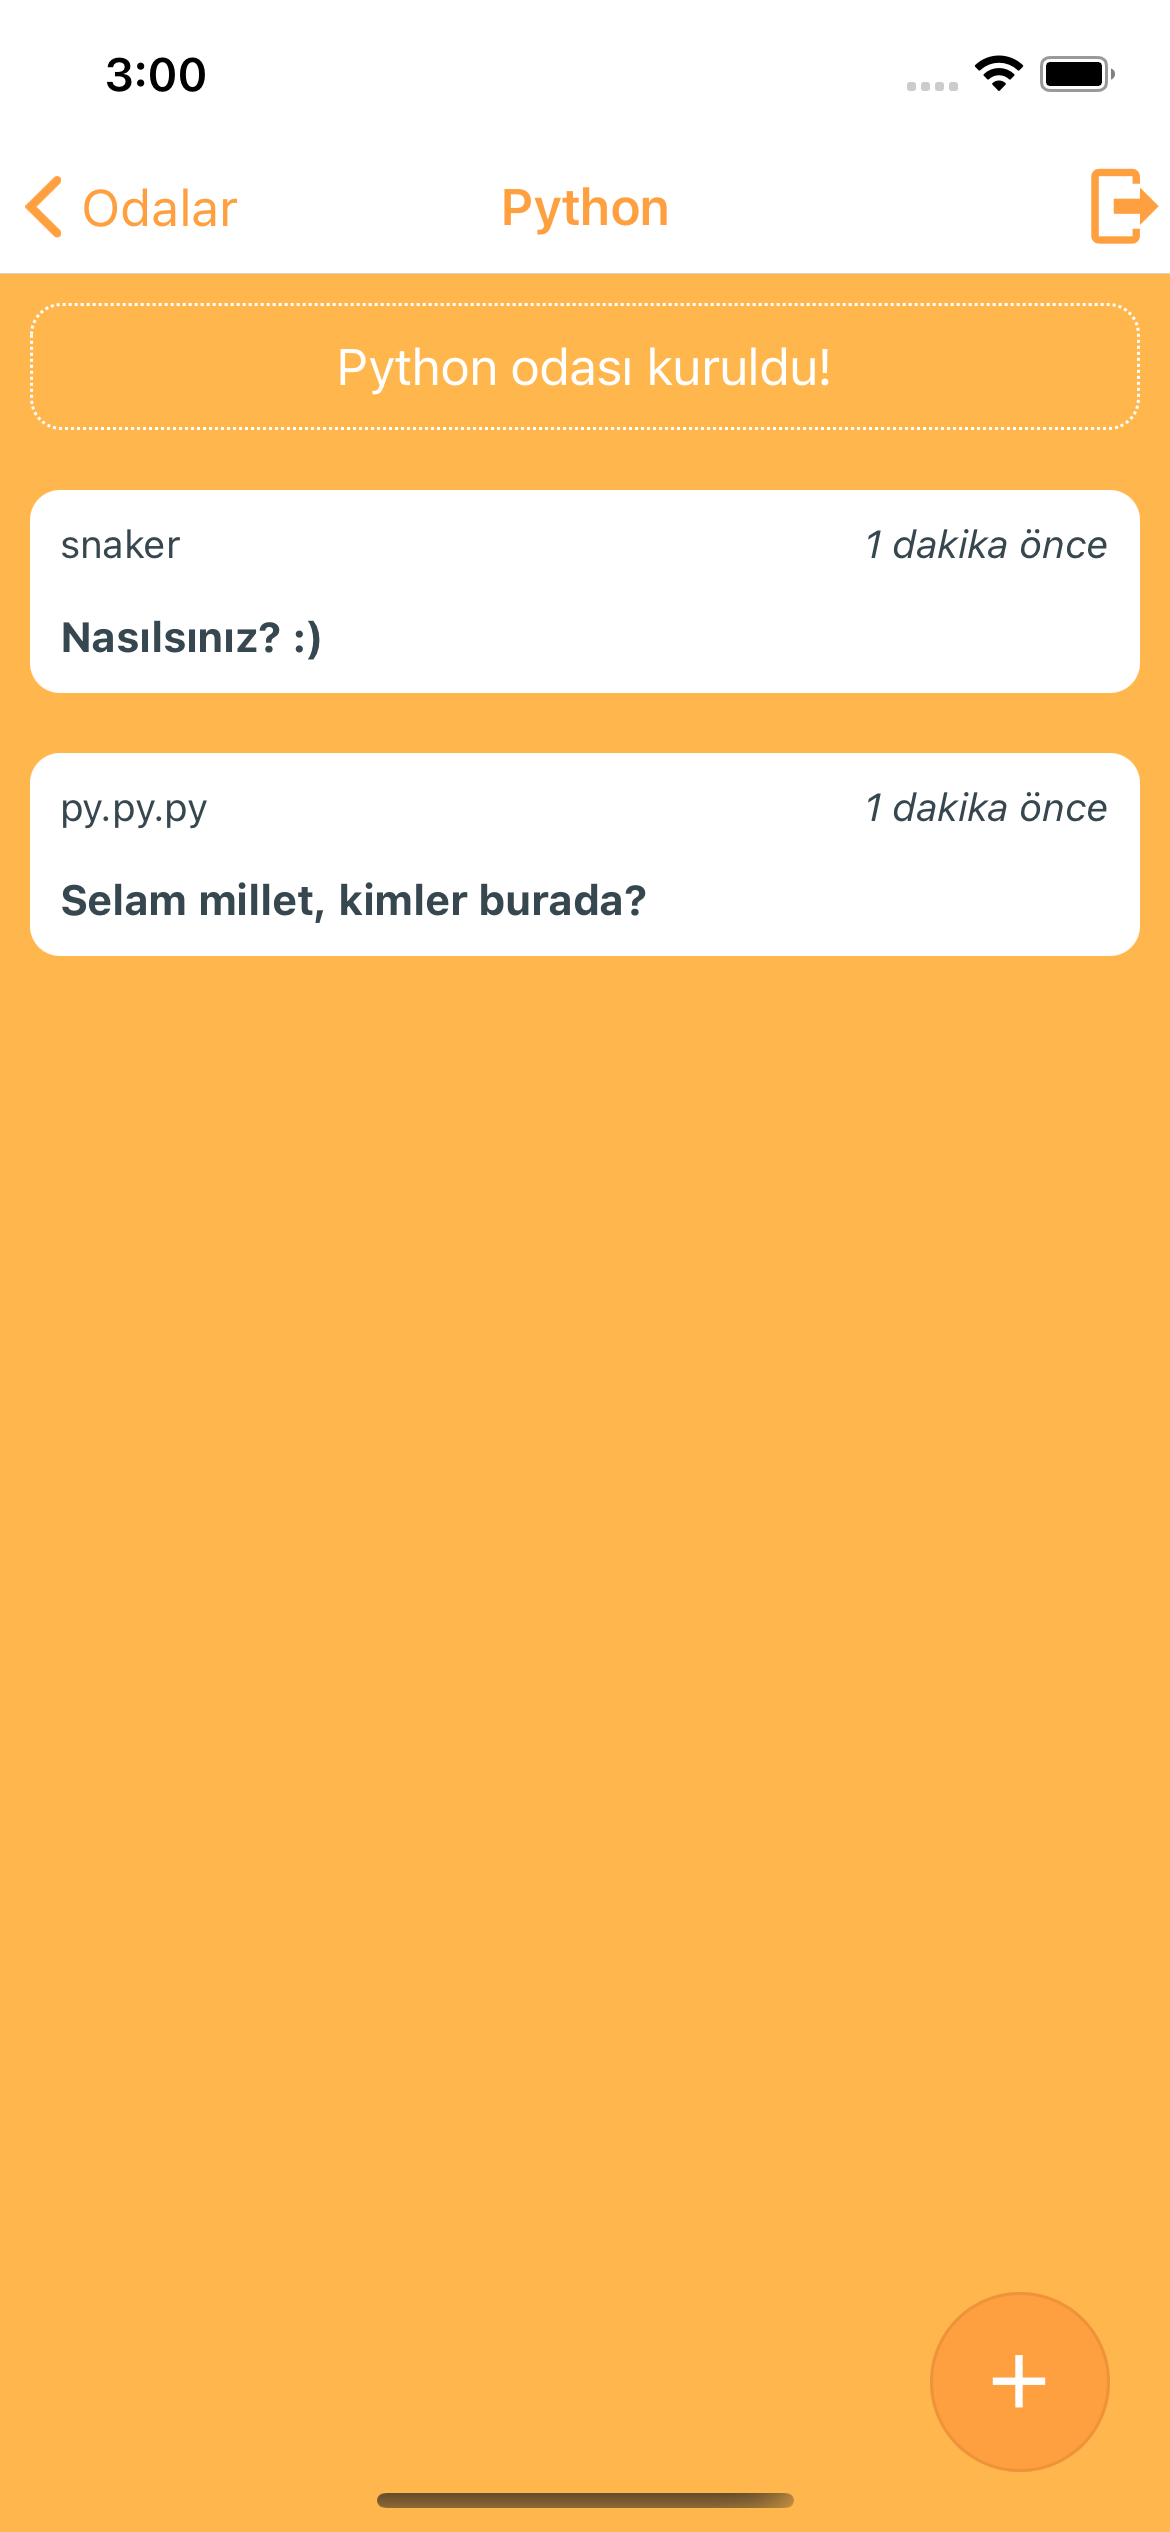 3:00
Odalar
Python
Python odası kuruldu!
snaker
1 dakika önce
Nasılsınız? :)
py.py.py
1 dakika önce
Selam millet, kimler burada?